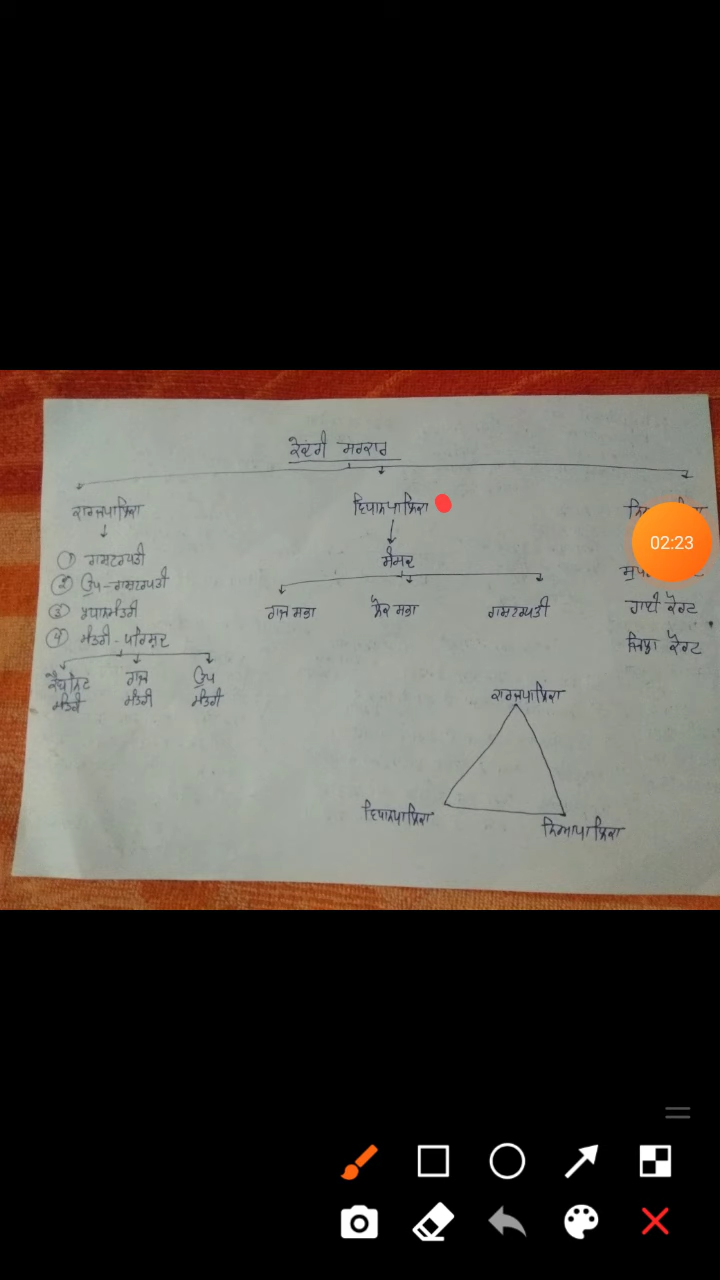 ਕੇਂਦਰੀ ਸਰਕਾਰ
ਕਾਰਜਪਾਲਿਕਾ
ਵਿਧਾਨਪਾਲਿਕਾ
02:23
① ਰਾਸ਼ਟਰਪਤੀ
② ਉਪ-ਰਾਸ਼ਟਰਪਤੀ
③ ਪ੍ਰਧਾਨਮੰਤਰੀ
④ ਮੰਤਰੀ-ਪਰਿਸ਼ਦ
ਸੰਸਦ
ਰਾਜ ਸਭਾ ਲੋਕ ਸਭਾ ਰਾਸ਼ਟਰਪਤੀ
ਹਾਈ ਕੋਰਟ
ਜ਼ਿਲ੍ਹਾ ਕੋਰਟ
ਕੈਬਨਿਟ ਮੰਤਰੀ
ਰਾਜ ਮੰਤਰੀ
ਉਪ ਮੰਤਰੀ
ਕਾਰਜਪਾਲਿਕਾ
ਵਿਧਾਨਪਾਲਿਕਾ
ਨਿਆਂਪਾਲਿਕਾ